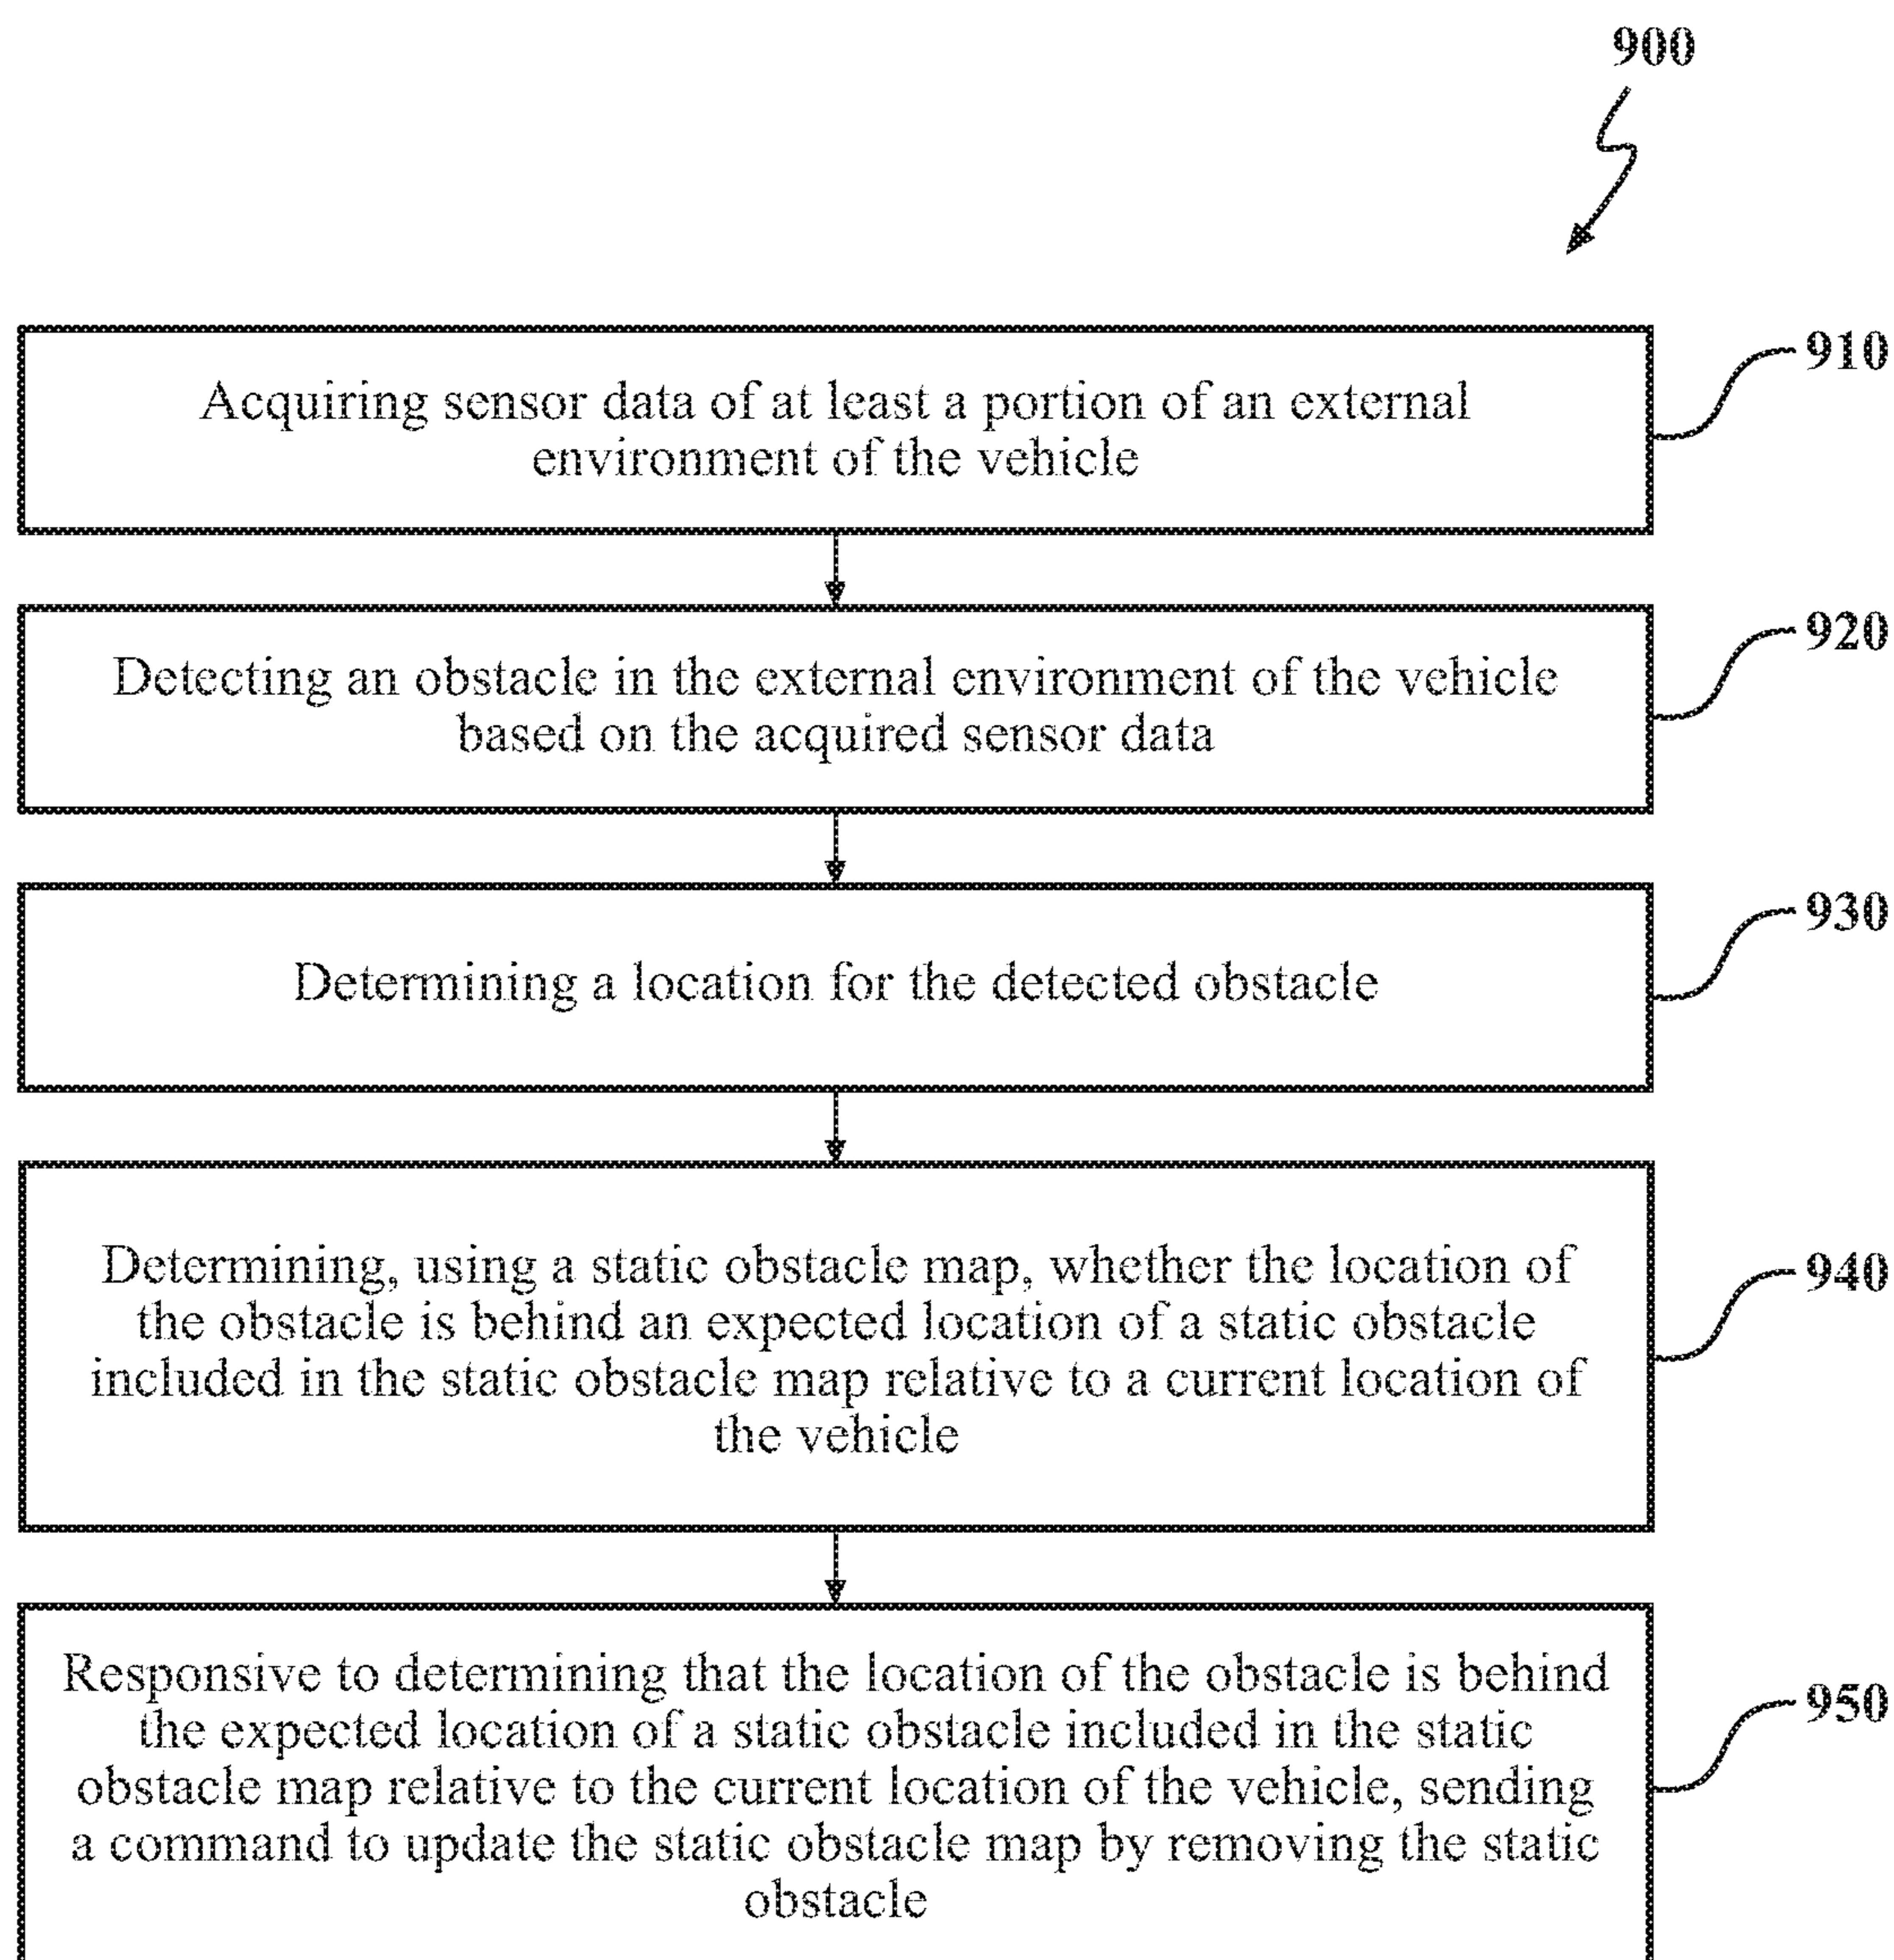 900
Acquiring sensor data of at least a portion of an external
environment of the vehicle
910
Detecting an obstacle in the external environment of the vehicle
based on the acquired sensor data
920
Determining a location for the detected obstacle
930
Determining, using a static obstacle map, whether the location of
the obstacle is behind an expected location of a static obstacle
included in the static obstacle map relative to a current location of
the vehicle
940
Responsive to determining that the location of the obstacle is behind
the expected location of a static obstacle included in the static
obstacle map relative to the current location of the vehicle, sending
a command to update the static obstacle map by removing the static
obstacle
950